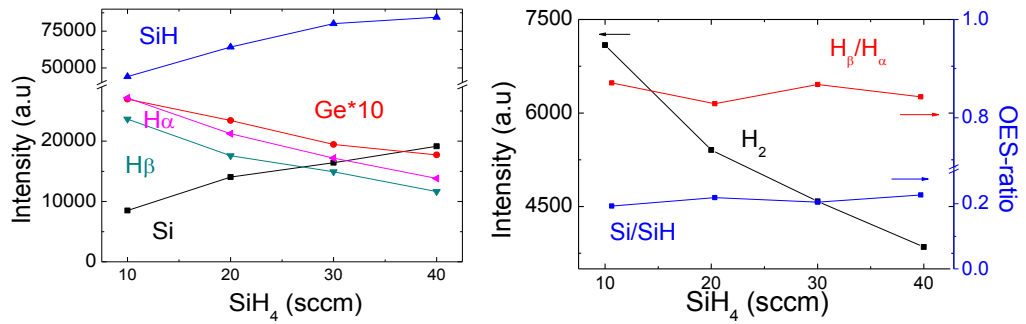 75000
50000
20000
10000
0
Intensity (a.u)
SiH
Ge*10
Hα
Hβ
Si
10 20 30 40
SiH₄ (sccm)
7500
6000
4500
Intensity (a.u)
Hβ/Hα
H₂
Si/SiH
1.0
0.8
0.2
0.0
OES-ratio
10 20 30 40
SiH₄ (sccm)